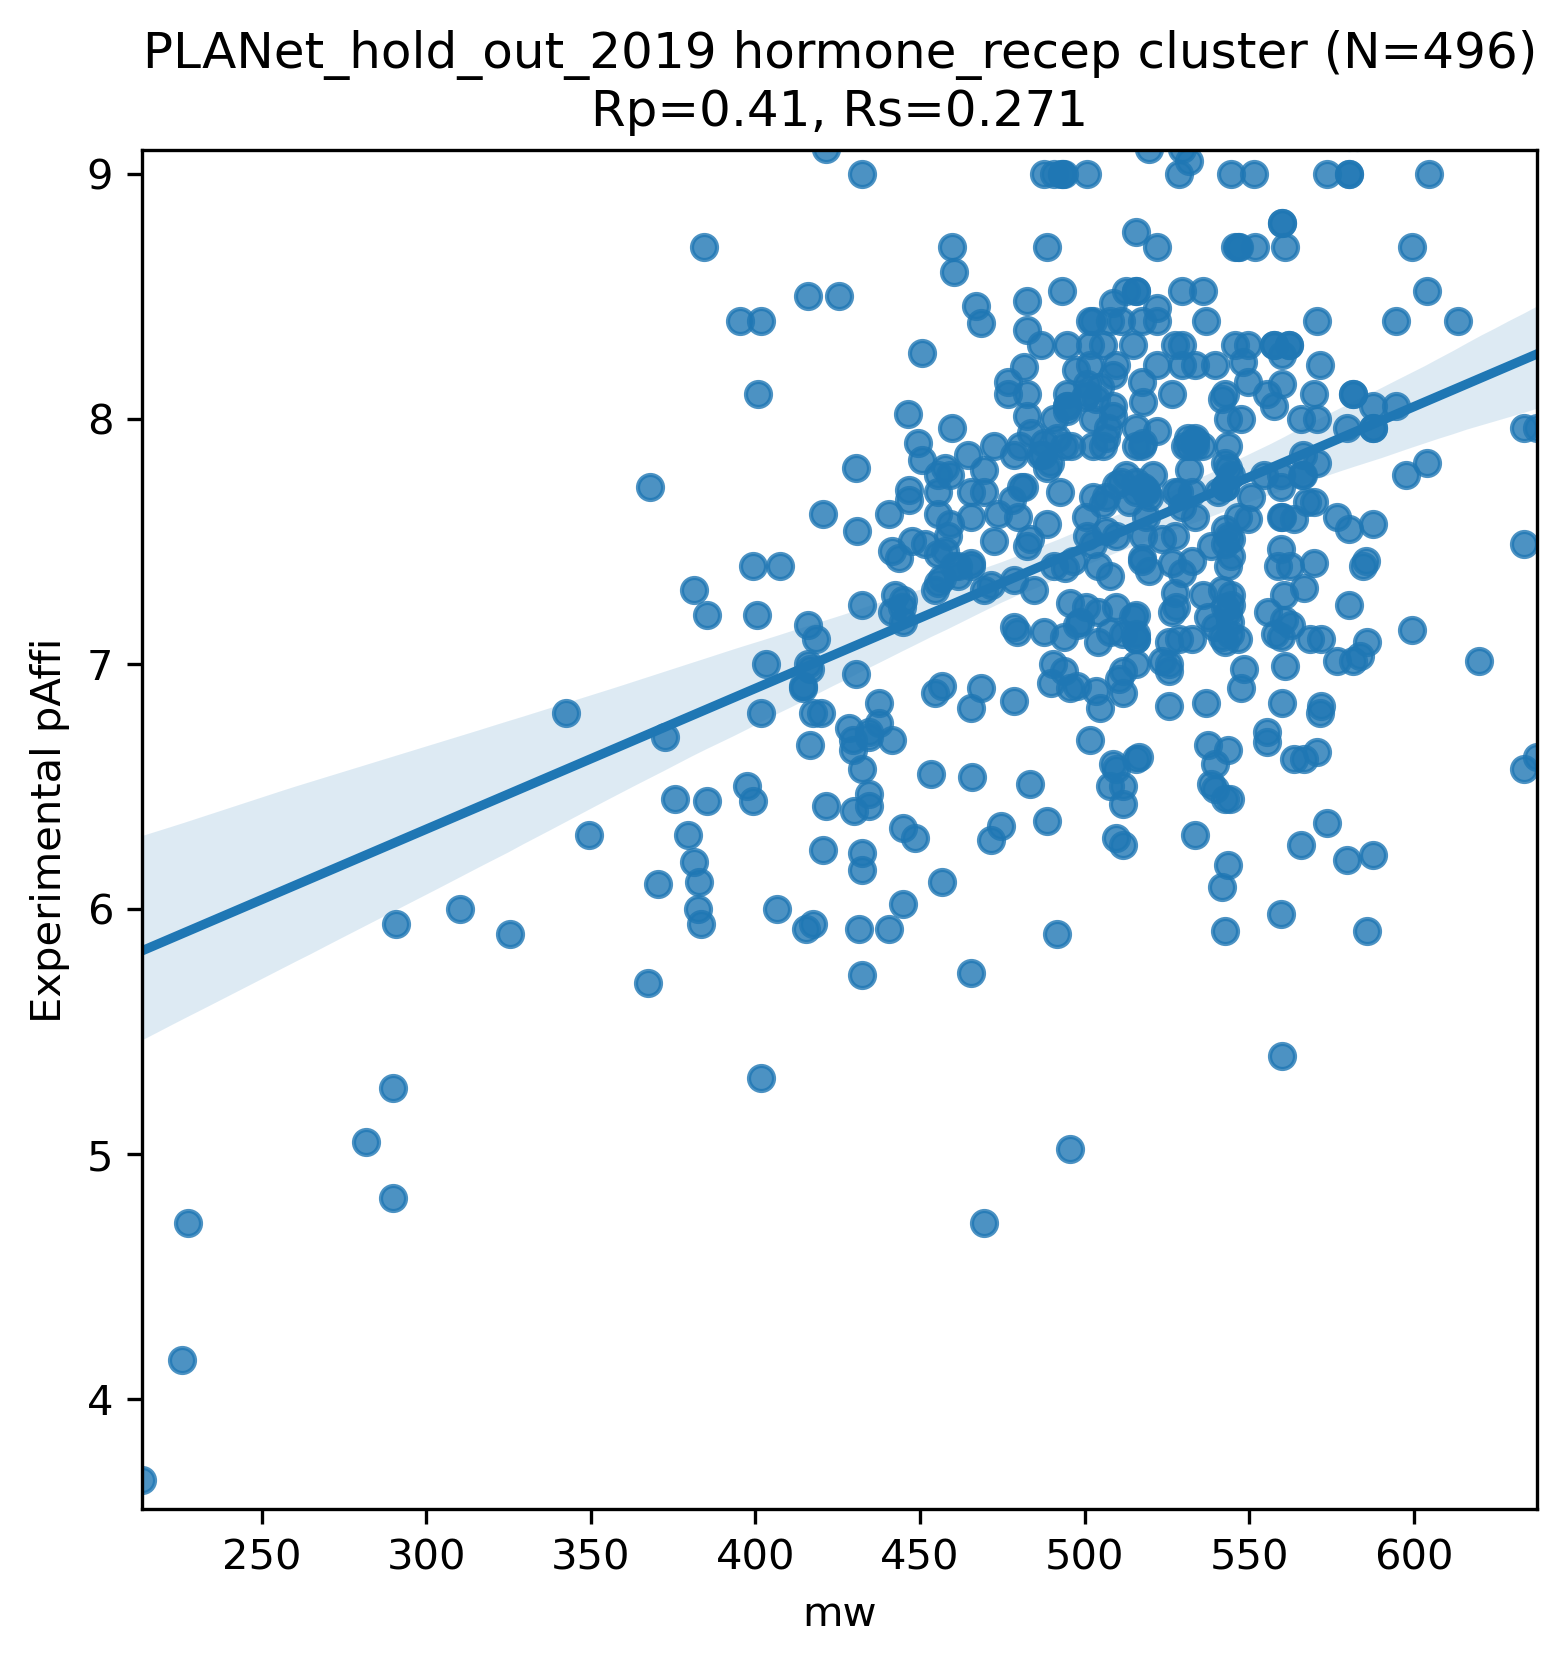 PLANet_hold_out_2019 hormone_recep cluster (N=496)
Rp=0.41, Rs=0.271
9
8
7
6
5
4
Experimental pAffi
250 300 350 400 450 500 550 600
mw